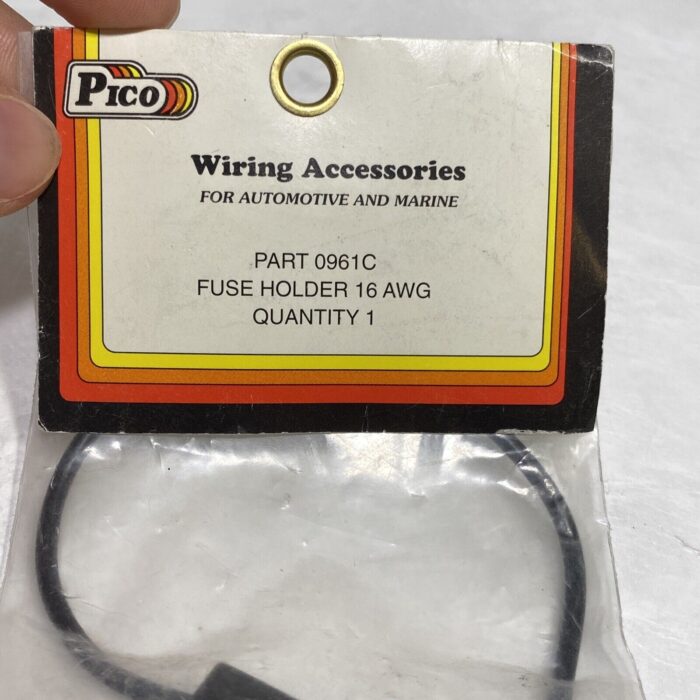 PICO
Wiring Accessories
FOR AUTOMOTIVE AND MARINE
PART 0961C
FUSE HOLDER 16 AWG
QUANTITY 1